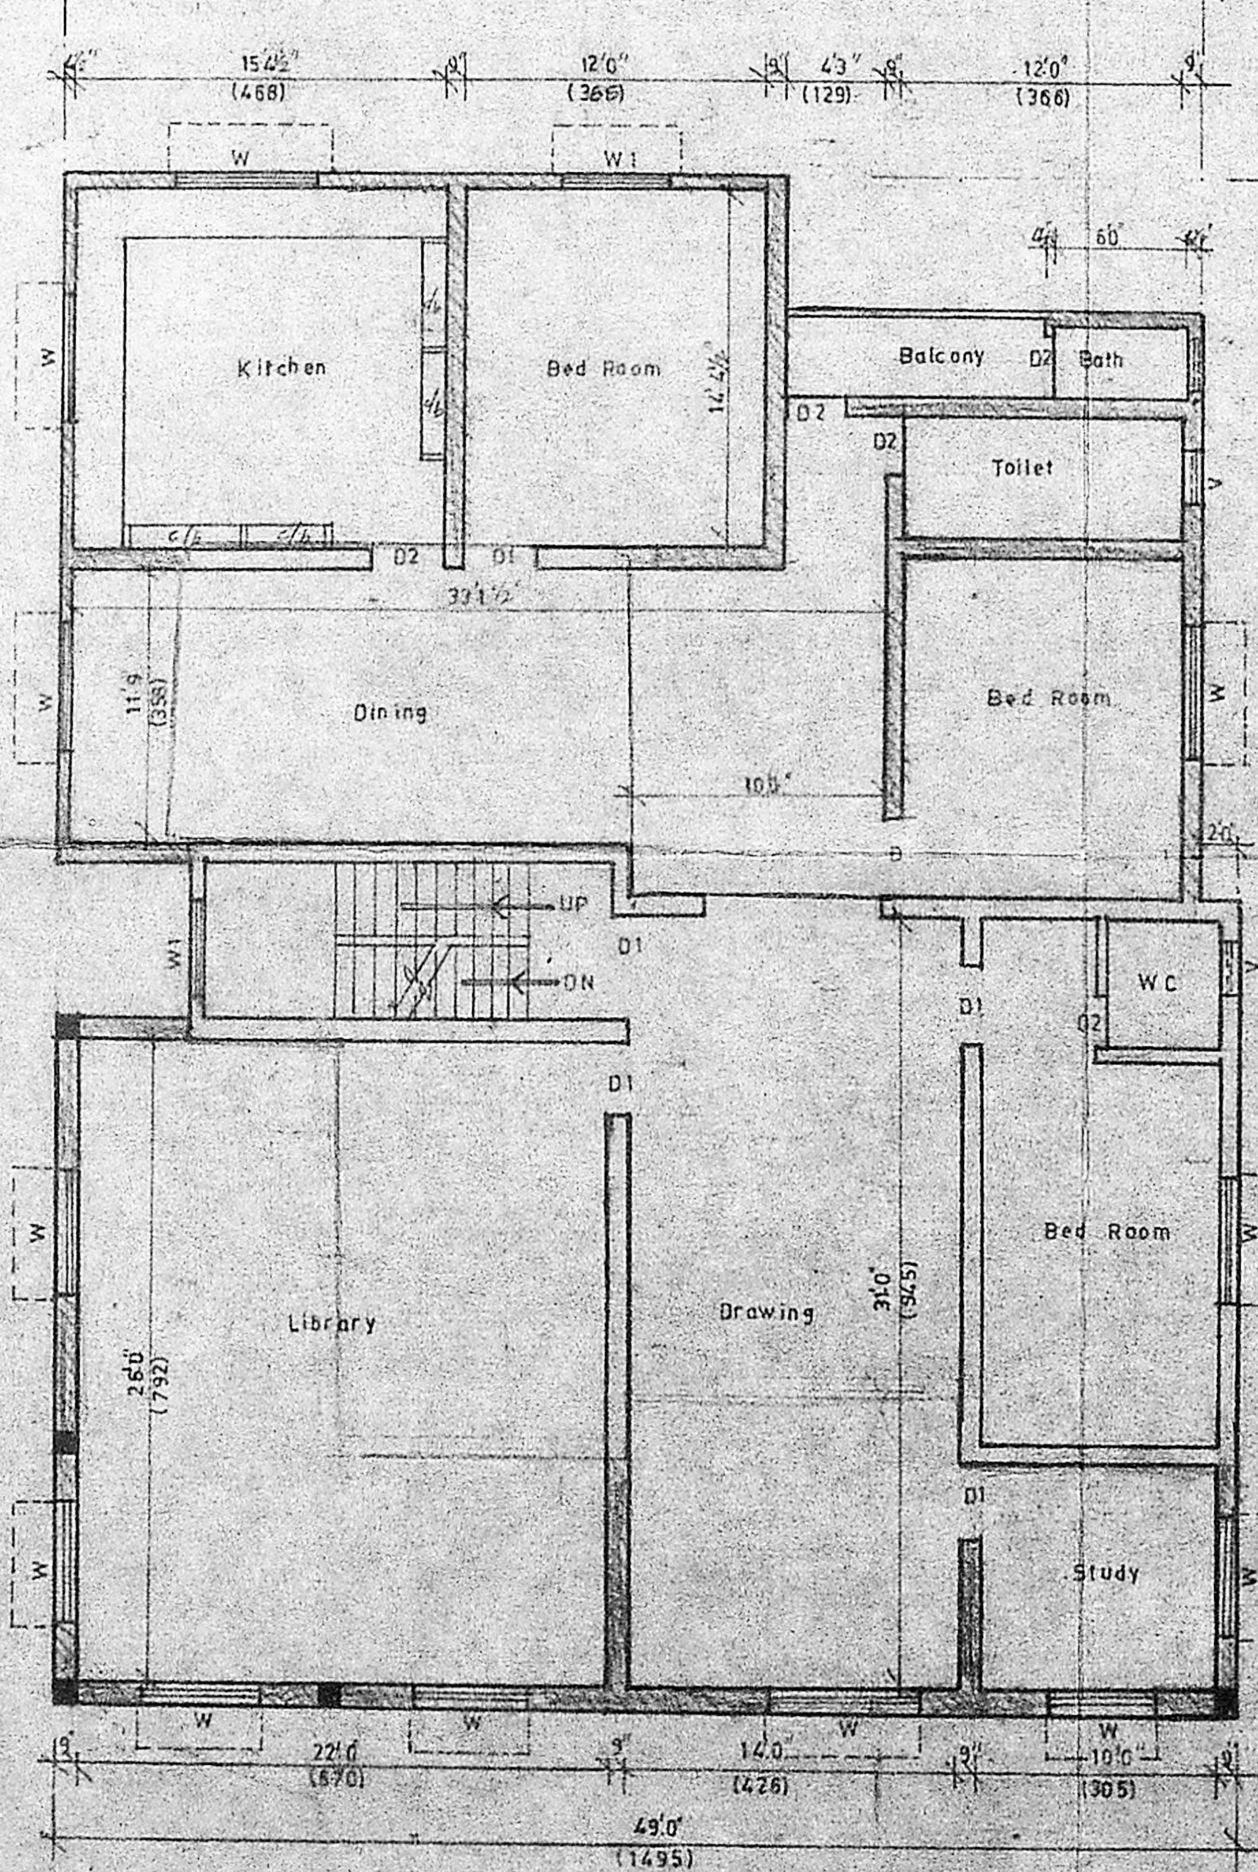 4½" 15'4½" 9" 12'0" 9" 4'3" 9" 12'0" 9"
(468) (366) (129) (366)
W W1
6'0"
Kitchen Bed Room Balcony D2 Bath
W d/b 14'4½"
d/b D2
D2 Toilet V
c/b c/b D2 D1
33'1½"
W 11'9 (358) Dining Bed Room W
10'0"
D 2'0"
UP
W1 D1
DN D1 WC V
D2
D1
W Bed Room W
Library Drawing 31'0" (945)
26'0" (792)
D1
W Study W
W W W W
9" 22'0" 9" 14'0" 9" 10'0" 9"
(670) (426) (305)
49'0"
(1495)